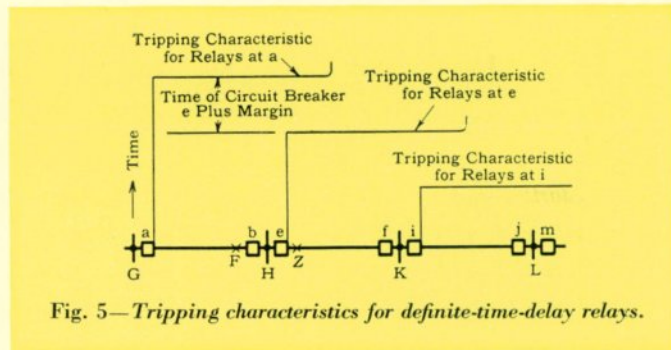 Tripping Characteristic
for Relays at a
Time of Circuit Breaker
e Plus Margin
Tripping Characteristic
for Relays at e
Tripping Characteristic
for Relays at i
Time
a
b
e
f
i
j
m
F
Z
G
H
K
L
Fig. 5—Tripping characteristics for definite-time-delay relays.